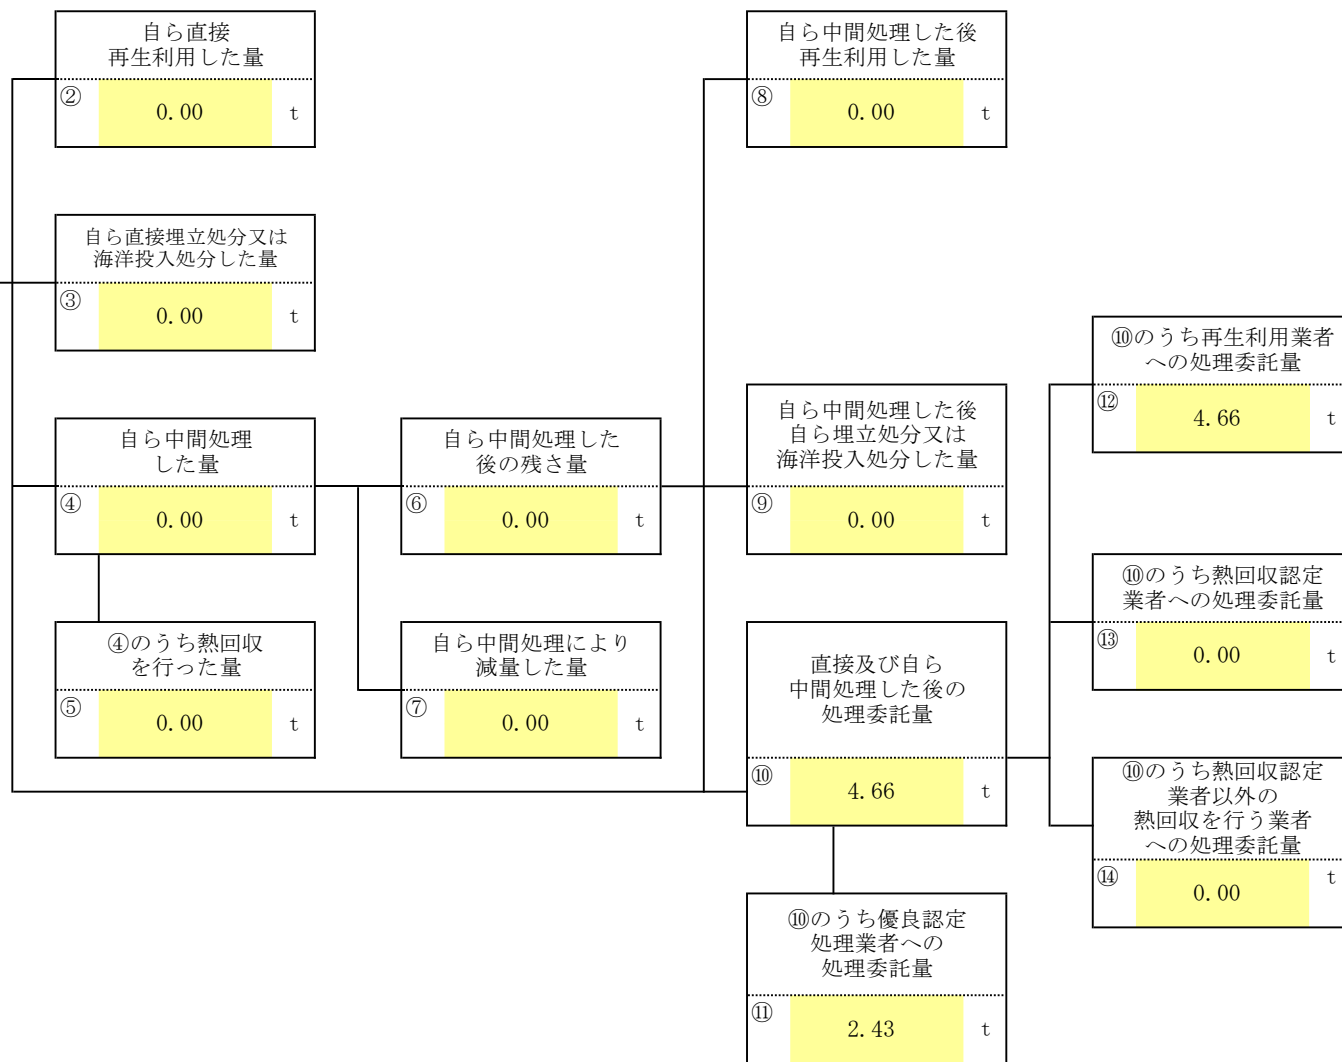 自ら直接
再生利用した量
②
0.00
t
自ら中間処理した後
再生利用した量
⑧
0.00
t
自ら直接埋立処分又は
海洋投入処分した量
③
0.00
t
⑩のうち再生利用業者
への処理委託量
⑫
4.66
t
自ら中間処理
した量
④
0.00
t
自ら中間処理した
後の残さ量
⑥
0.00
t
自ら中間処理した後
自ら埋立処分又は
海洋投入処分した量
⑨
0.00
t
⑩のうち熱回収認定
業者への処理委託量
⑬
0.00
t
④のうち熱回収
を行った量
⑤
0.00
t
自ら中間処理により
減量した量
⑦
0.00
t
直接及び自ら
中間処理した後の
処理委託量
⑩
4.66
t
⑩のうち熱回収認定
業者以外の
熱回収を行う業者
への処理委託量
⑭
0.00
t
⑩のうち優良認定
処理業者への
処理委託量
⑪
2.43
t